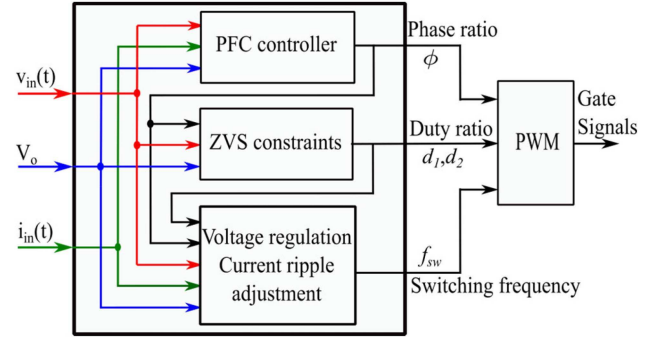 v_in(t)
V_o
i_in(t)
PFC controller
ZVS constraints
Voltage regulation
Current ripple
adjustment
Phase ratio
ϕ
Duty ratio
d_1,d_2
f_sw
Switching frequency
PWM
Gate
Signals